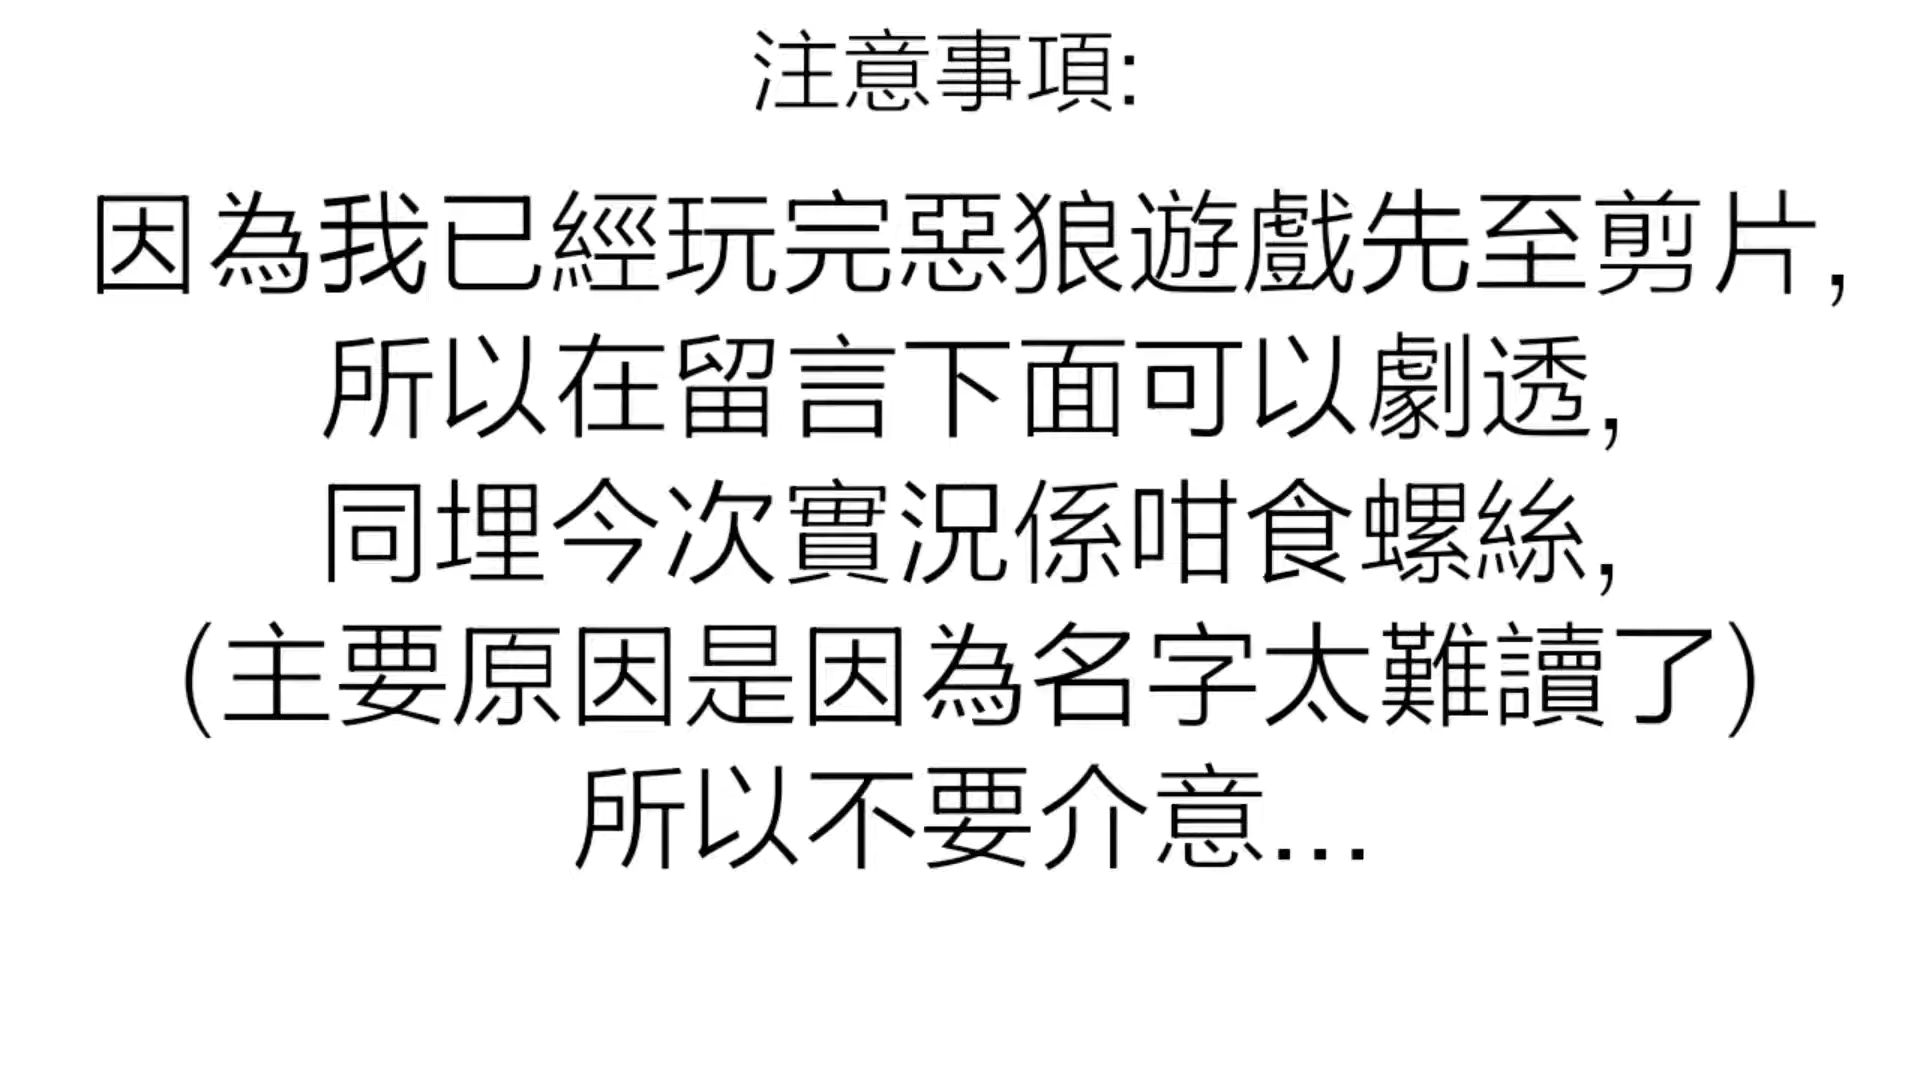 注意事項:
因為我已經玩完惡狼遊戲先至剪片,
所以在留言下面可以劇透,
同埋今次實況係咁食螺絲,
(主要原因是因為名字太難讀了)
所以不要介意...